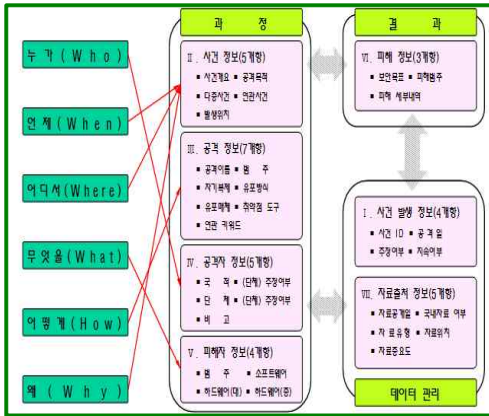 누가(Who)
언제(When)
어디서(Where)
무엇을(What)
어떻게(How)
왜(Why)
과 정
Ⅱ. 사건 정보(5개항)
▪ 사건개요 ▪ 공격목적
▪ 다중사건 ▪ 연관사건
▪ 발생위치
Ⅲ. 공격 정보(7개항)
▪ 공격이름 ▪ 범 주
▪ 자기복제 ▪ 유포방식
▪ 유포매체 ▪ 취약점 도구
▪ 연관 키워드
Ⅳ. 공격자 정보(5개항)
▪ 국 적 ▪ (단체) 주장여부
▪ 단 체 ▪ (단체) 주장여부
▪ 비 고
Ⅴ. 피해자 정보(4개항)
▪ 범 주 ▪ 소프트웨어
▪ 하드웨어(대) ▪ 하드웨어(중)
결 과
Ⅵ. 피해 정보(3개항)
▪ 보안목표 ▪ 피해범주
▪ 피해 세부내역
Ⅰ. 사건 발생 정보(4개항)
▪ 사건 ID ▪ 공 격 일
▪ 주장여부 ▪ 지속여부
Ⅶ. 자료출처 정보(5개항)
▪ 자료공개일 ▪ 국내자료 여부
▪ 자 료 유 형 ▪ 자료위치
▪ 자료중요도
데이터 관리